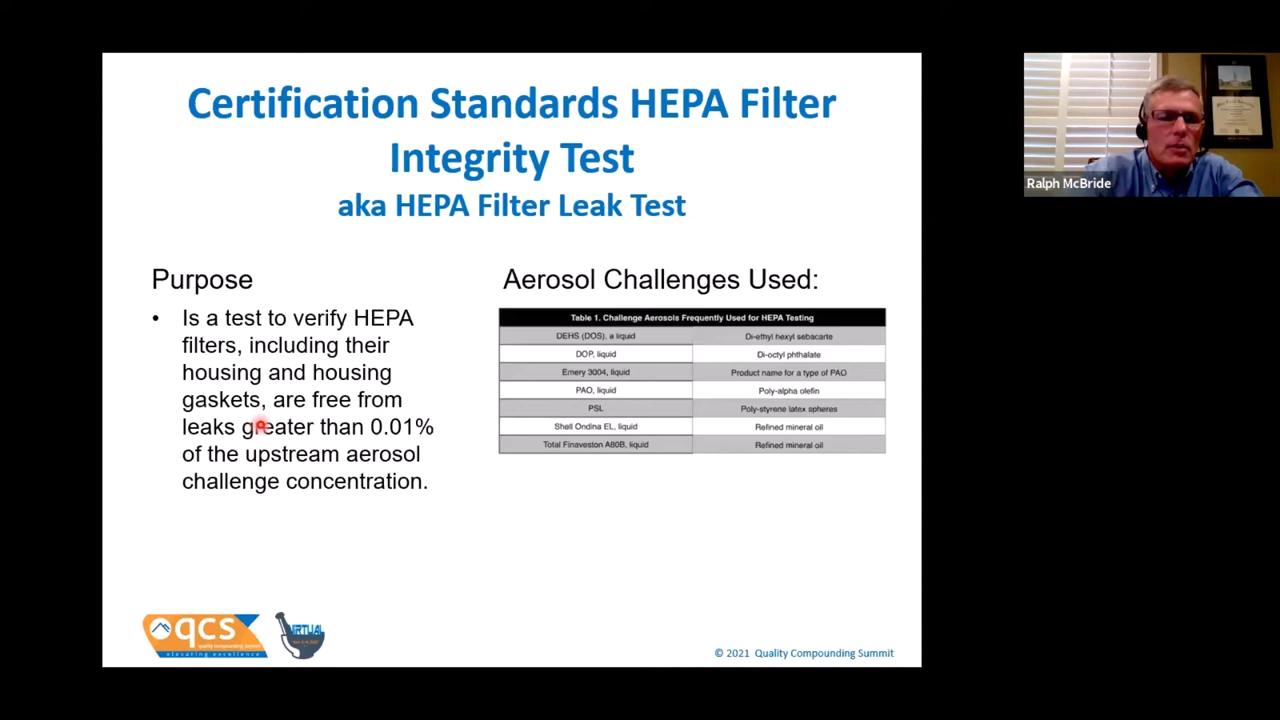 Certification Standards HEPA Filter
Integrity Test
aka HEPA Filter Leak Test
Ralph McBride
Purpose
• Is a test to verify HEPA
filters, including their
housing and housing
gaskets, are free from
leaks greater than 0.01%
of the upstream aerosol
challenge concentration.
Aerosol Challenges Used:
Table 1. Challenge Aerosols Frequently Used for HEPA Testing
DEHS (DOS), a liquid Di-ethyl hexyl sebacarte
DOP, liquid Di-octyl phthalate
Emery 3004, liquid Product name for a type of PAO
PAO, liquid Poly-alpha olefin
PSL Poly-styrene latex spheres
Shell Ondina EL, liquid Refined mineral oil
Total Finaveston A80B, liquid Refined mineral oil
qcs
quality compounding summit
elevating excellence
VIRTUAL
© 2021 Quality Compounding Summit